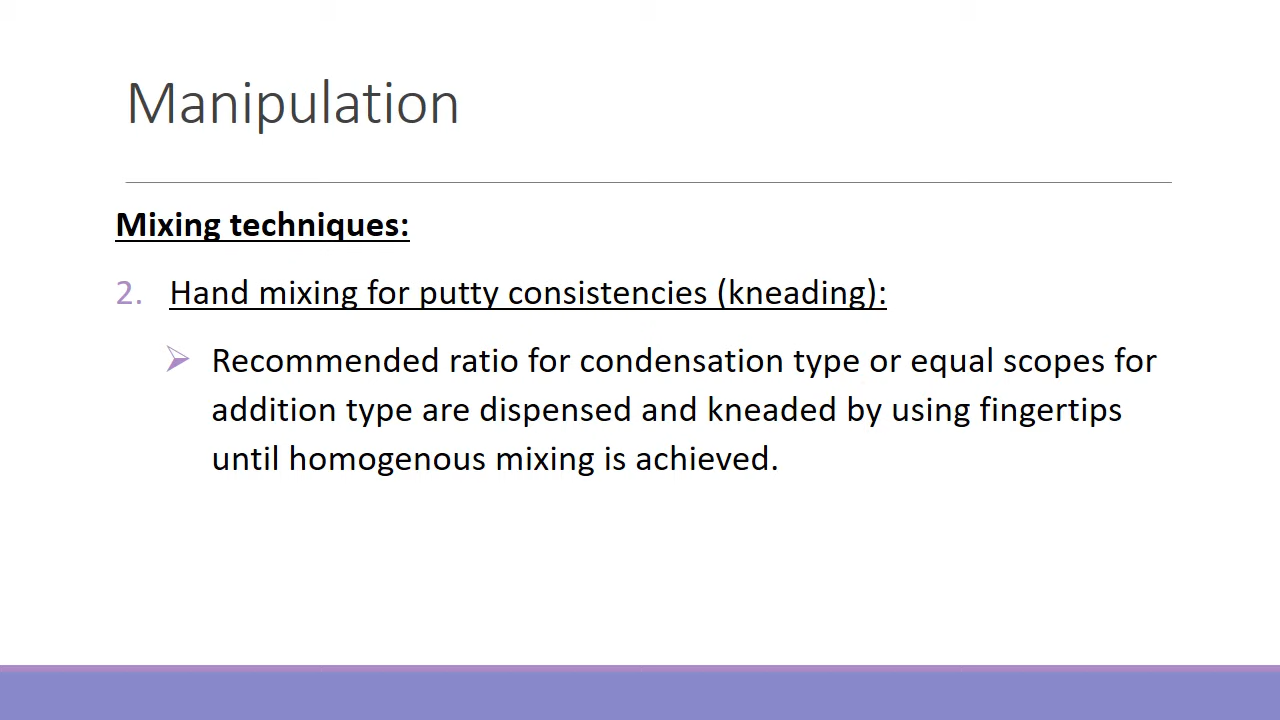 Manipulation
Mixing techniques:
2. Hand mixing for putty consistencies (kneading):
Recommended ratio for condensation type or equal scopes for
addition type are dispensed and kneaded by using fingertips
until homogenous mixing is achieved.